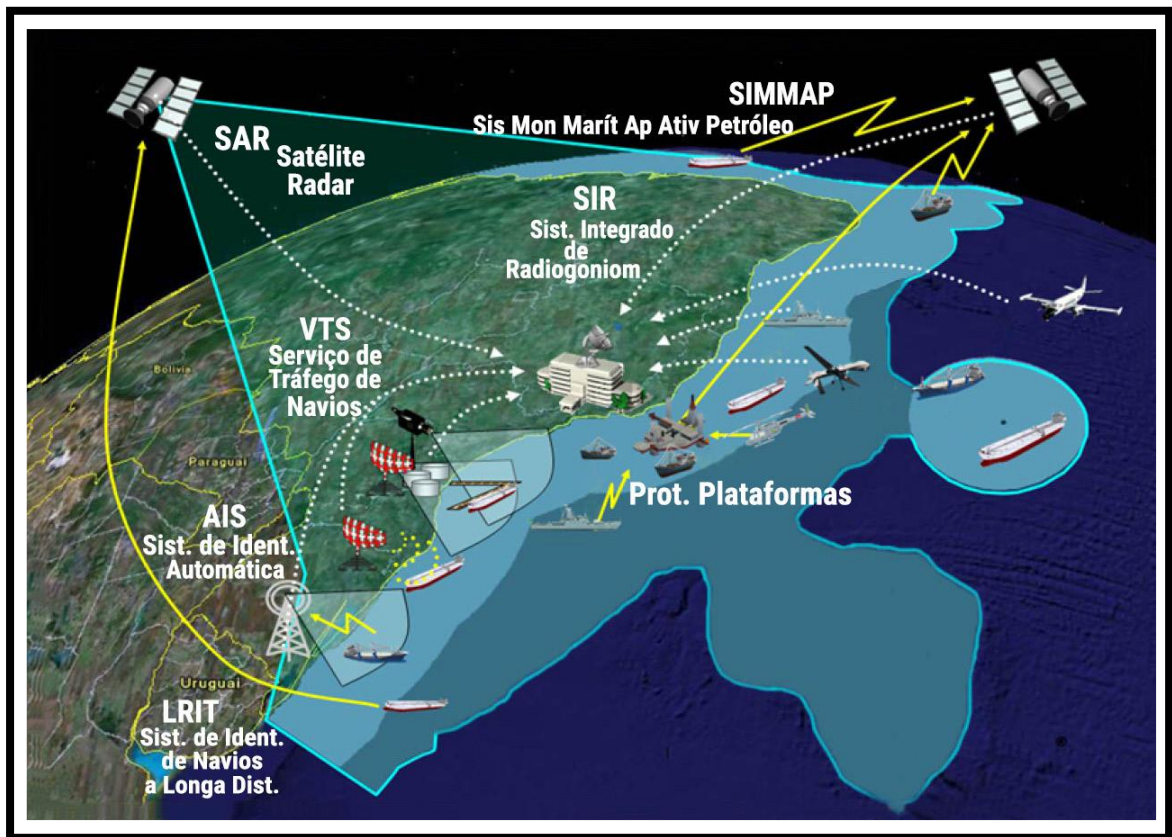 SIMMAP
Sis Mon Marít Ap Ativ Petróleo
SAR
Satélite
Radar
SIR
Sist. Integrado
de
Radiogoniom
VTS
Serviço de
Tráfego de
Navios
Bolivia
Paraguai
Prot. Plataformas
AIS
Sist. de Ident.
Automática
Uruguai
LRIT
Sist. de Ident.
de Navios
a Longa Dist.